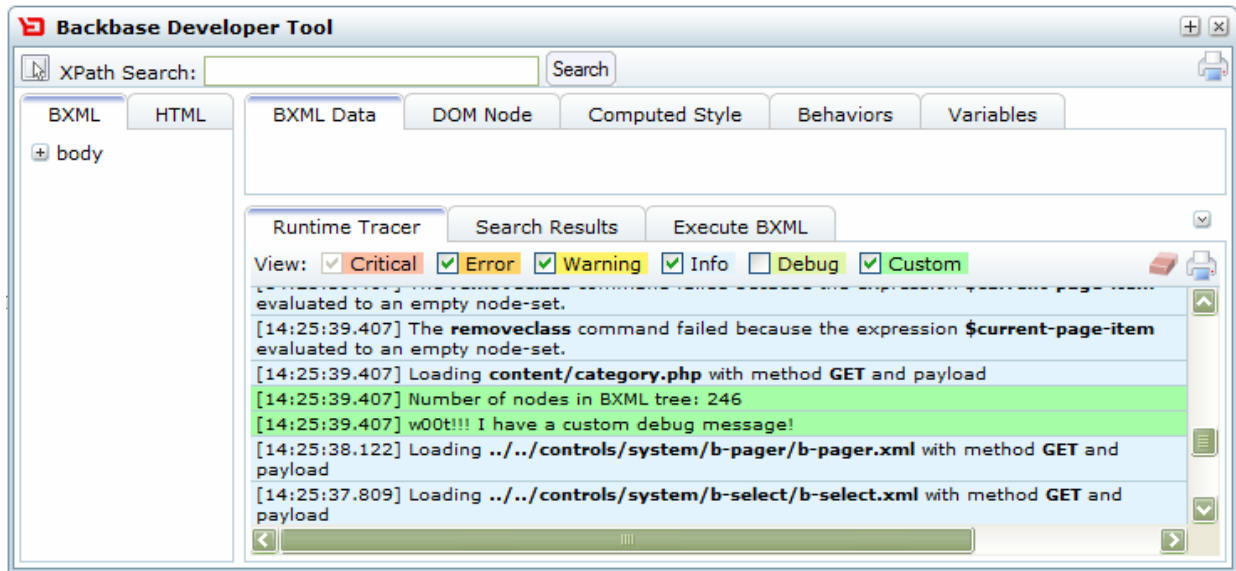 Backbase Developer Tool
XPath Search: Search
BXML HTML
BXML Data DOM Node Computed Style Behaviors Variables
body
Runtime Tracer Search Results Execute BXML
View: Critical Error Warning Info Debug Custom
evaluated to an empty node-set.
[14:25:39.407] The removeclass command failed because the expression $current-page-item
evaluated to an empty node-set.
[14:25:39.407] Loading content/category.php with method GET and payload
[14:25:39.407] Number of nodes in BXML tree: 246
[14:25:39.407] w00t!!! I have a custom debug message!
[14:25:38.122] Loading ../../controls/system/b-pager/b-pager.xml with method GET and
payload
[14:25:37.809] Loading ../../controls/system/b-select/b-select.xml with method GET and
payload